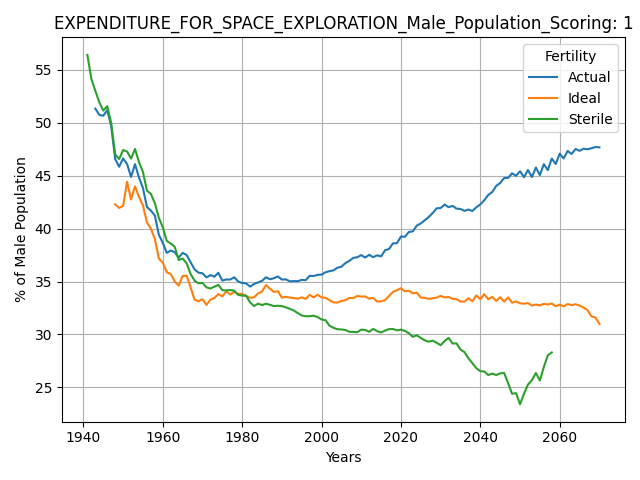 EXPENDITURE_FOR_SPACE_EXPLORATION_Male_Population_Scoring: 1
Fertility
Actual
Ideal
Sterile
% of Male Population
55
50
45
40
35
30
25
1940
1960
1980
2000
2020
2040
2060
Years